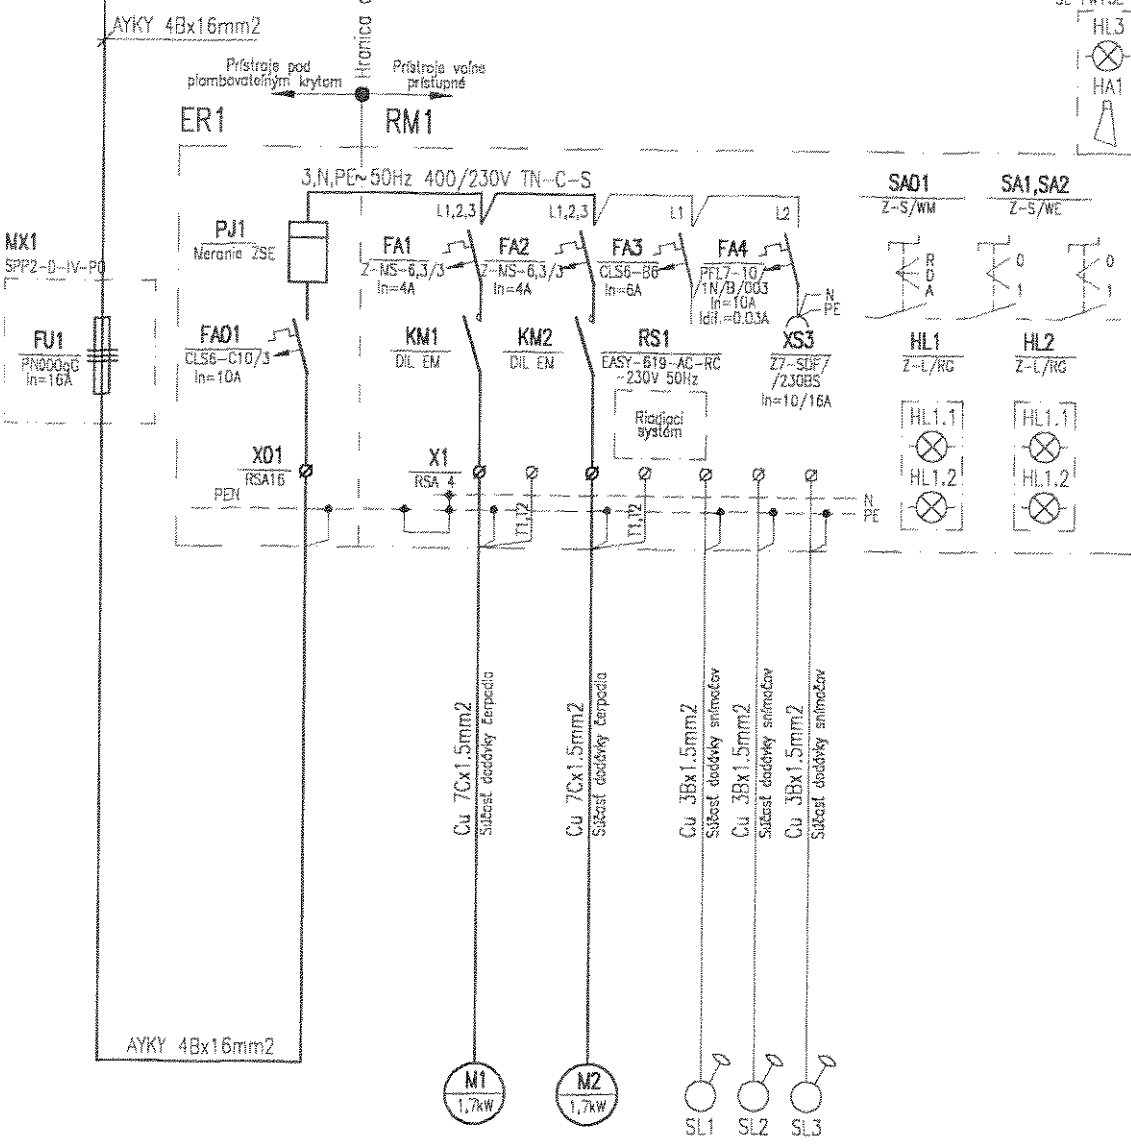 AYKY 4Bx16mm2
Hranica
HL3
HA1
Prístroje pod
plombovateľným krytom
Prístroje voľne
prístupné
ER1
RM1
3,N,PE~50Hz 400/230V TN-C-S
L1,2,3
L1,2,3
L1
L2
SA01
Z-S/WM
SA1,SA2
Z-S/WE
MX1
SPP2-0-IV-P0
PJ1
Meranie ZSE
FA1
Z-MS-6,3/3
In=4A
FA2
Z-MS-6,3/3
In=4A
FA3
CLS6-B6
In=6A
FA4
PFL7-10/
/1N/B/003
In=10A
Idif.=0.03A
N
PE
R
0
A
0
1
0
1
FU1
PN000gG
In=16A
FA01
CLS6-C10/3
In=10A
KM1
DIL EM
KM2
DIL EM
RS1
EASY-619-AC-RC
~230V 50Hz
XS3
Z7-SDF/
/230BS
In=10/16A
HL1
Z-L/RG
HL2
Z-L/RG
Riadiaci
systém
HL1.1
HL1.2
HL1.1
HL1.2
X01
RSA16
X1
RSA 4
PEN
T1,T2
T1,T2
N
PE
Cu 7Cx1.5mm2
Súčasť dodávky čerpadla
Cu 7Cx1.5mm2
Súčasť dodávky čerpadla
Cu 3Bx1.5mm2
Súčasť dodávky snímačov
Cu 3Bx1.5mm2
Súčasť dodávky snímačov
Cu 3Bx1.5mm2
Súčasť dodávky snímačov
AYKY 4Bx16mm2
M1
1,7kW
M2
1,7kW
SL1
SL2
SL3